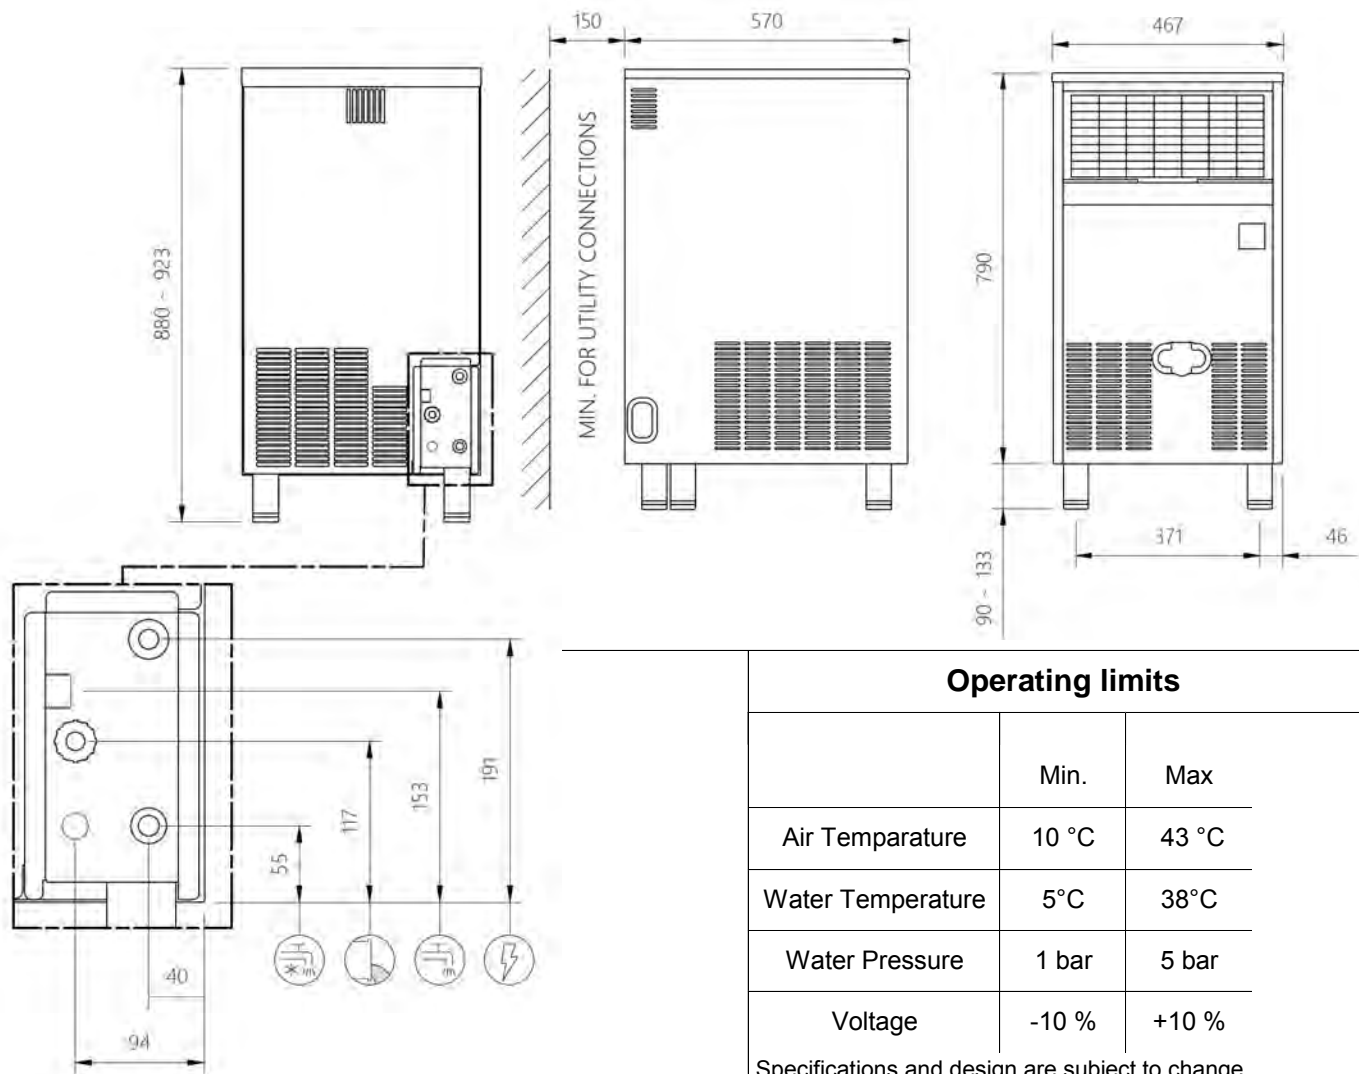 150
570
467
880 - 923
MIN. FOR UTILITY CONNECTIONS
790
371
46
90 - 133
191
153
117
55
40
94
Operating limits
Min. Max
Air Temparature 10 °C 43 °C
Water Temperature 5°C 38°C
Water Pressure 1 bar 5 bar
Voltage -10 % +10 %
Specifications and design are subject to change